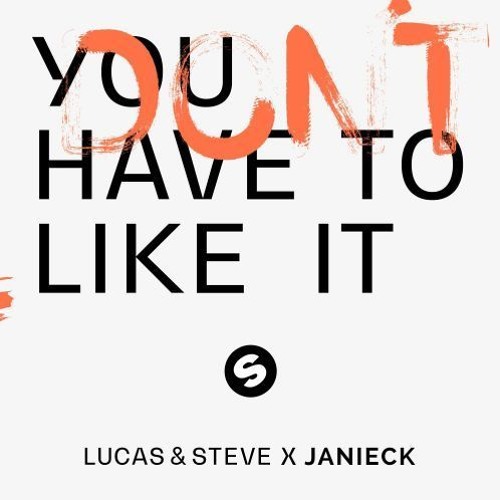 YOU DON'T
HAVE TO
LIKE IT
S
LUCAS & STEVE X JANIECK